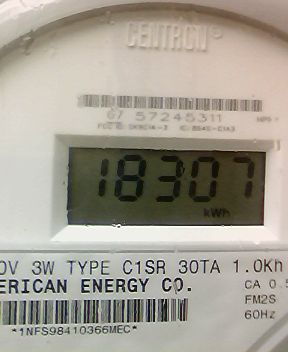 CENTRON®
67 57245311
18307
kWh
0V 3W TYPE C1SR 30TA 1.0Kh
ERICAN ENERGY CO.
CA 0.5
FM2S
60Hz
*1NFS98410366MEC*